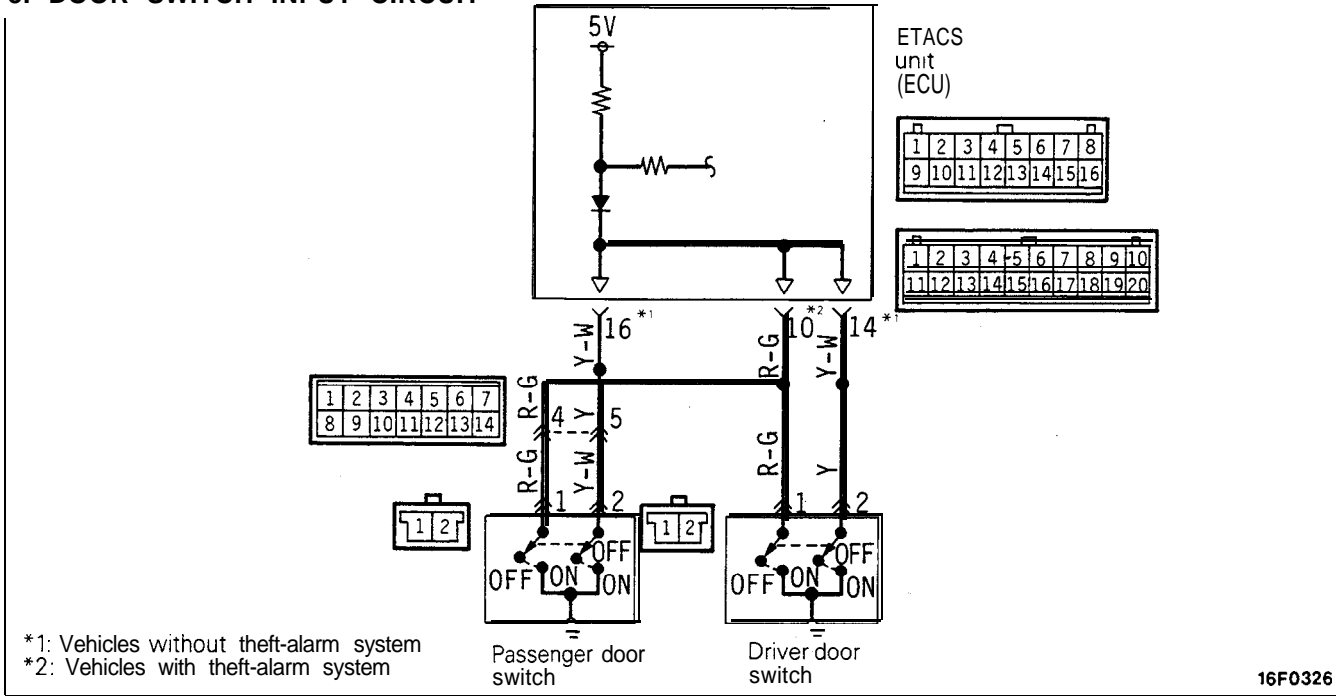 DOOR SWITCH INPUT CIRCUIT
5V
ETACS
unit
(ECU)
1 2 3 4 5 6 7 8
9 10 11 12 13 14 15 16
1 2 3 4 5 6 7 8 9 10
11 12 13 14 15 16 17 18 19 20
16 *1 10 *2 14 *1
Y-W R-G Y-W
1 2 3 4 5 6 7
8 9 10 11 12 13 14
R-G 4 Y 5
R-G Y-W R-G Y
1 2 1 2
1 2 1 2
OFF ON OFF ON OFF ON OFF ON
*1: Vehicles without theft-alarm system
*2: Vehicles with theft-alarm system
Passenger door
switch
Driver door
switch
16F0326